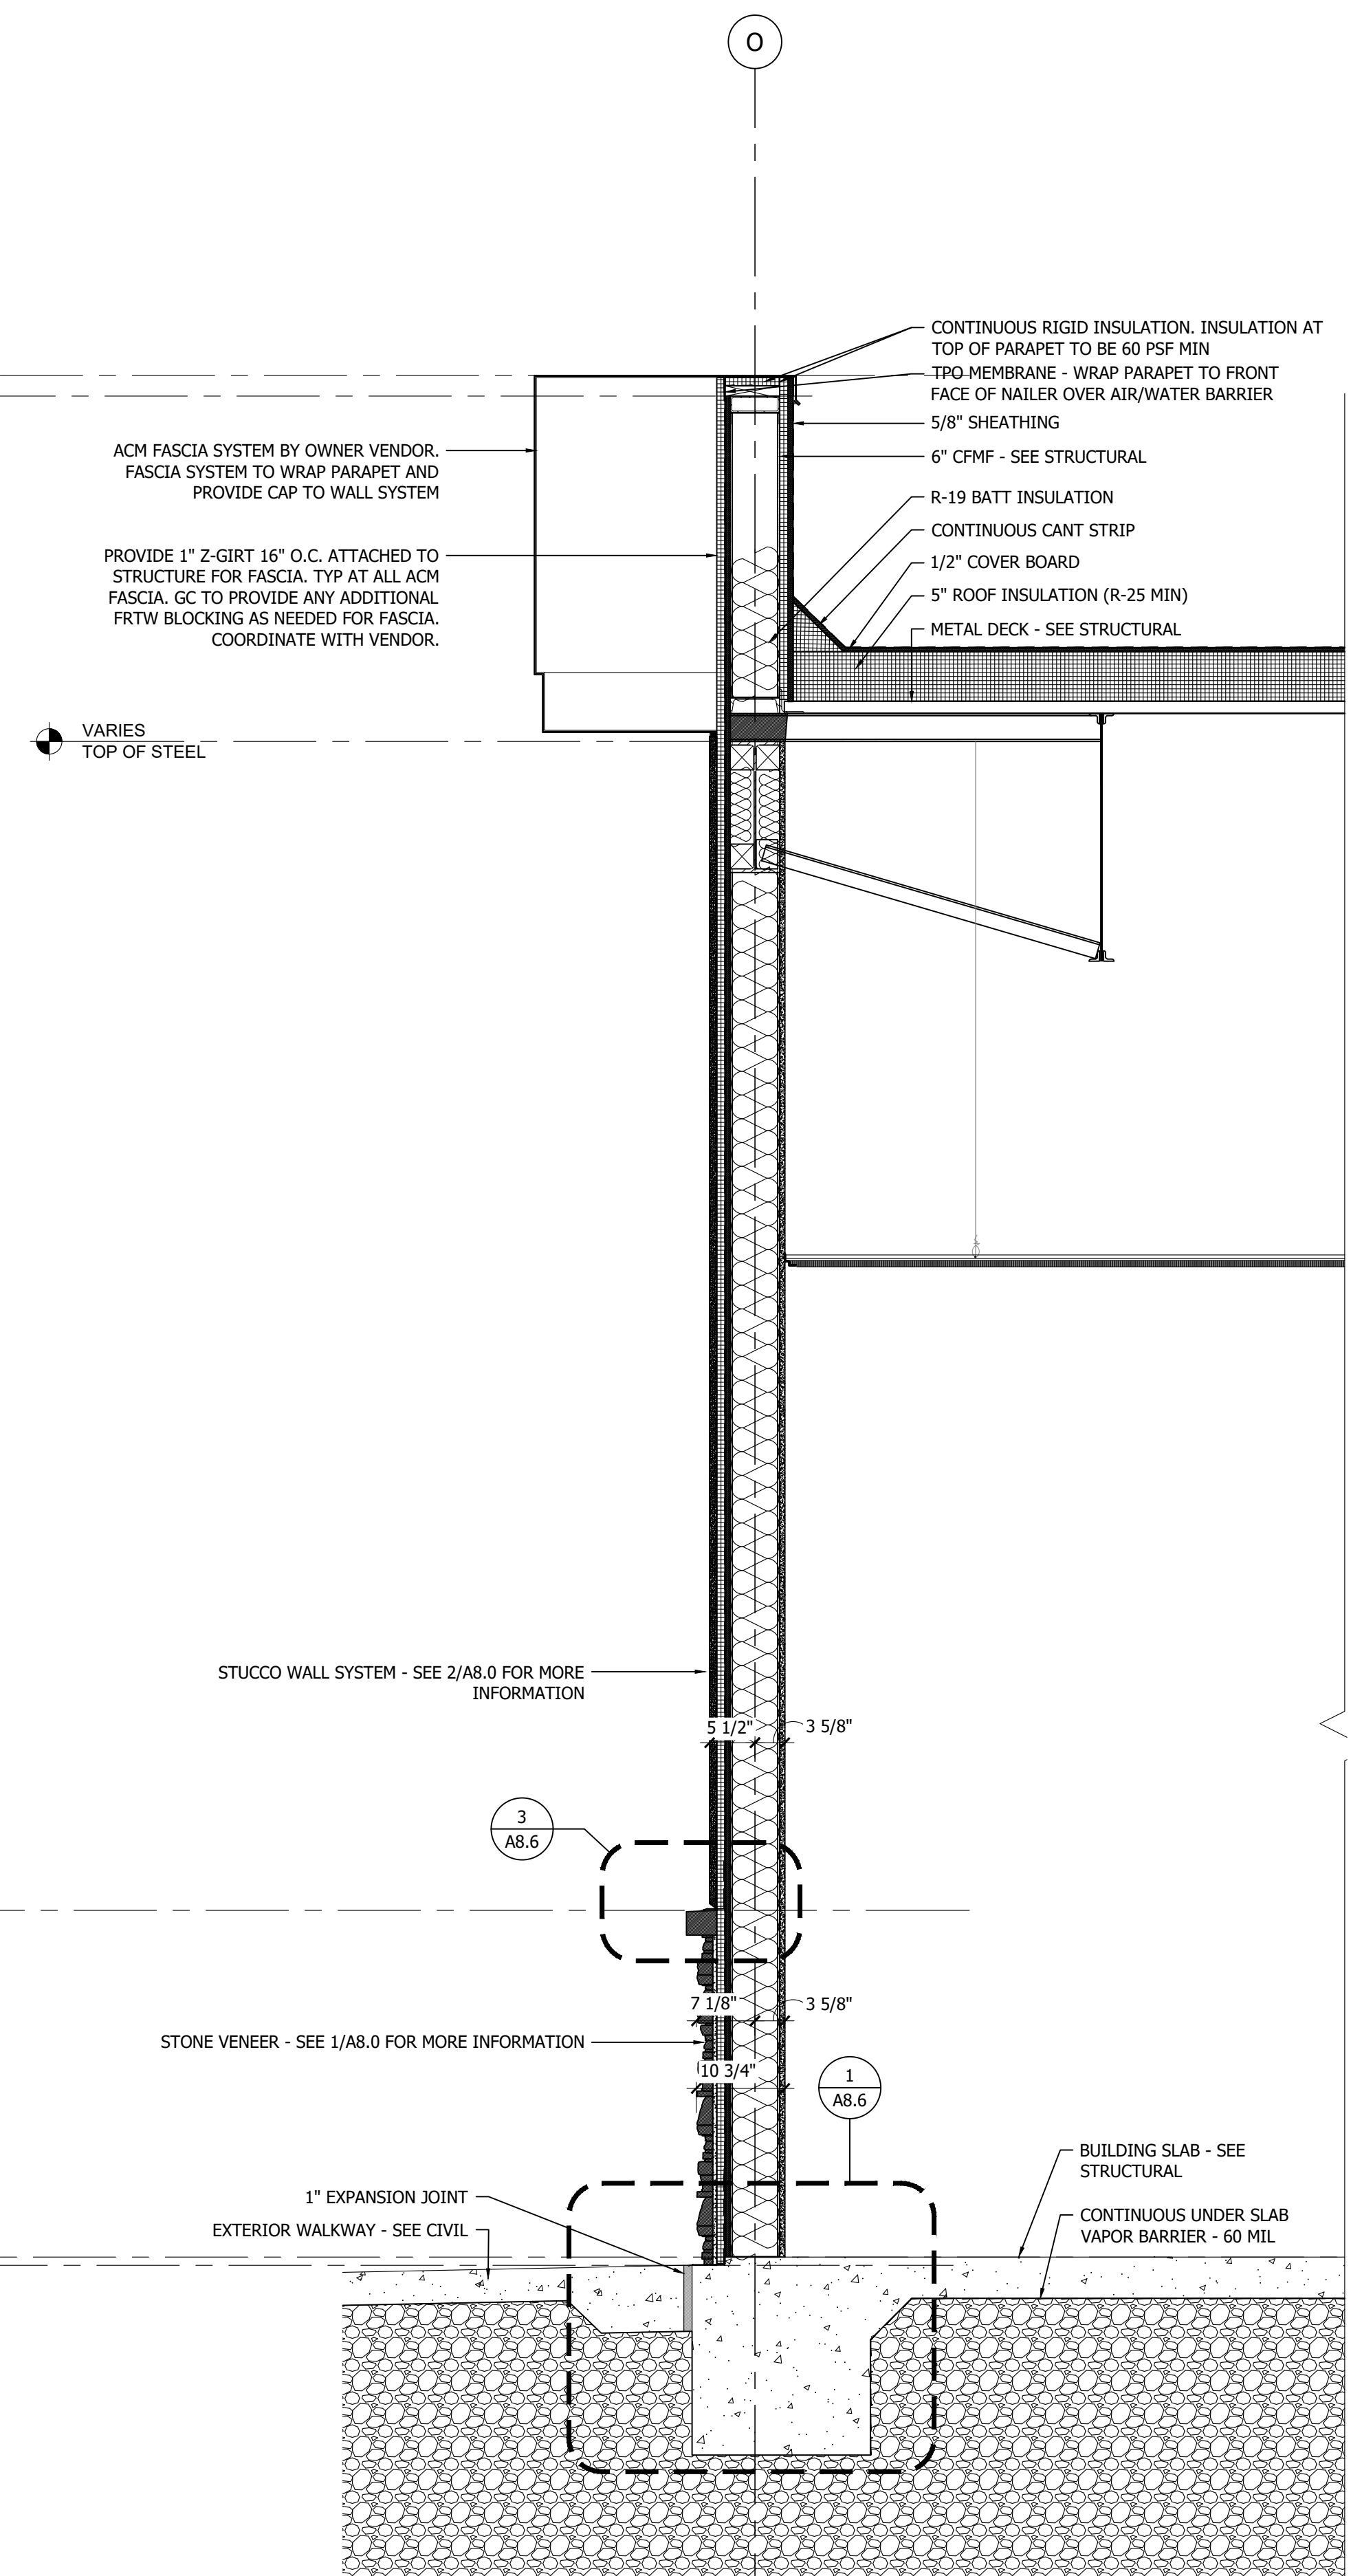 O
CONTINUOUS RIGID INSULATION. INSULATION AT
TOP OF PARAPET TO BE 60 PSF MIN
TPO MEMBRANE - WRAP PARAPET TO FRONT
FACE OF NAILER OVER AIR/WATER BARRIER
5/8" SHEATHING
6" CFMF - SEE STRUCTURAL
R-19 BATT INSULATION
CONTINUOUS CANT STRIP
1/2" COVER BOARD
5" ROOF INSULATION (R-25 MIN)
METAL DECK - SEE STRUCTURAL
ACM FASCIA SYSTEM BY OWNER VENDOR.
FASCIA SYSTEM TO WRAP PARAPET AND
PROVIDE CAP TO WALL SYSTEM
PROVIDE 1" Z-GIRT 16" O.C. ATTACHED TO
STRUCTURE FOR FASCIA. TYP AT ALL ACM
FASCIA. GC TO PROVIDE ANY ADDITIONAL
FRTW BLOCKING AS NEEDED FOR FASCIA.
COORDINATE WITH VENDOR.
VARIES
TOP OF STEEL
STUCCO WALL SYSTEM - SEE 2/A8.0 FOR MORE
INFORMATION
5 1/2"
3 5/8"
3
A8.6
7 1/8"
3 5/8"
STONE VENEER - SEE 1/A8.0 FOR MORE INFORMATION
10 3/4"
1
A8.6
BUILDING SLAB - SEE
STRUCTURAL
1" EXPANSION JOINT
EXTERIOR WALKWAY - SEE CIVIL
CONTINUOUS UNDER SLAB
VAPOR BARRIER - 60 MIL